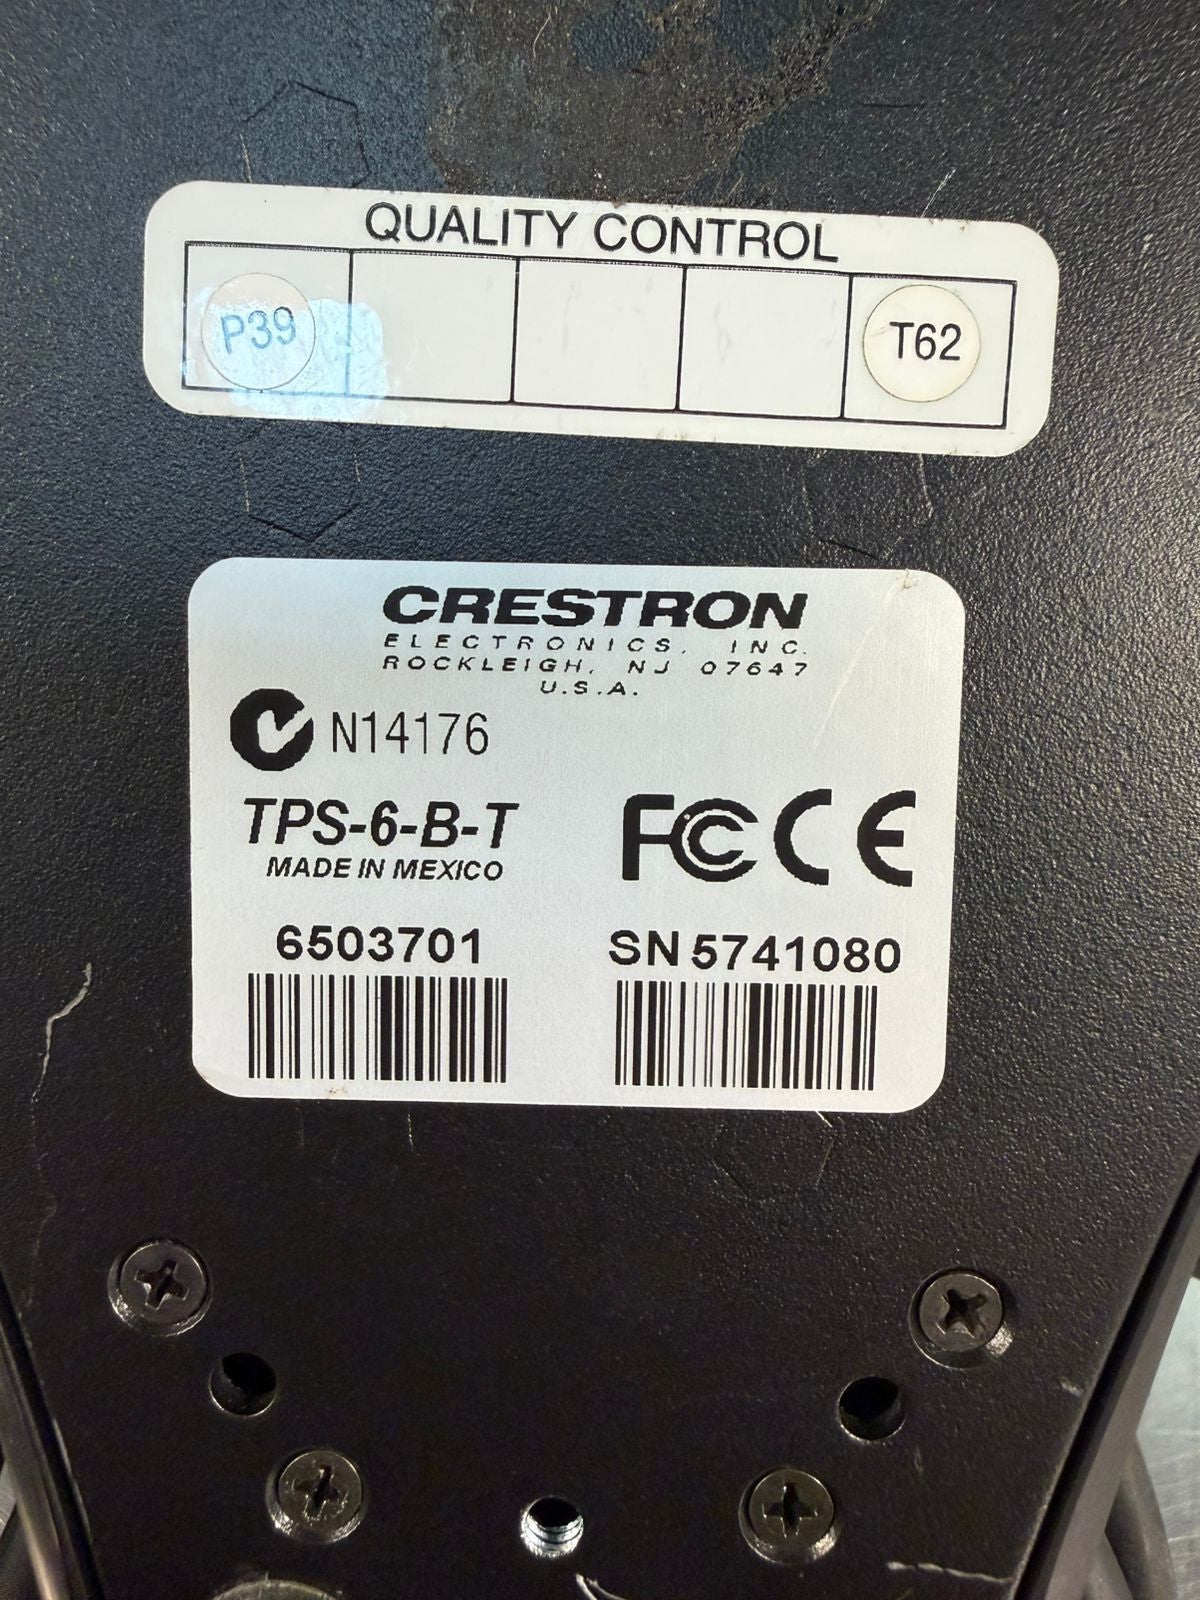 QUALITY CONTROL
P39
T62
CRESTRON
ELECTRONICS, INC.
ROCKLEIGH, NJ 07647
U.S.A.
N14176
TPS-6-B-T
MADE IN MEXICO
FC CE
6503701
SN 5741080